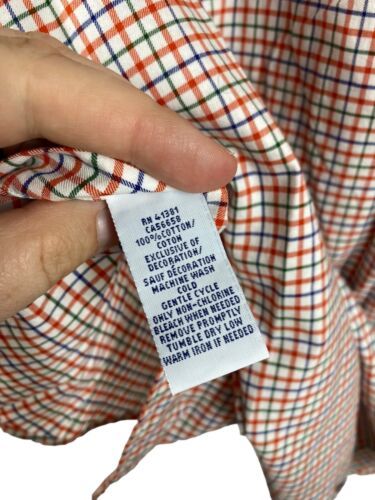 RN 41381
CA56658
100%COTTON/
COTON
EXCLUSIVE OF
DECORATION/
SAUF DÉCORATION
MACHINE WASH
COLD
GENTLE CYCLE
ONLY NON-CHLORINE
BLEACH WHEN NEEDED
REMOVE PROMPTLY
TUMBLE DRY LOW
WARM IRON IF NEEDED